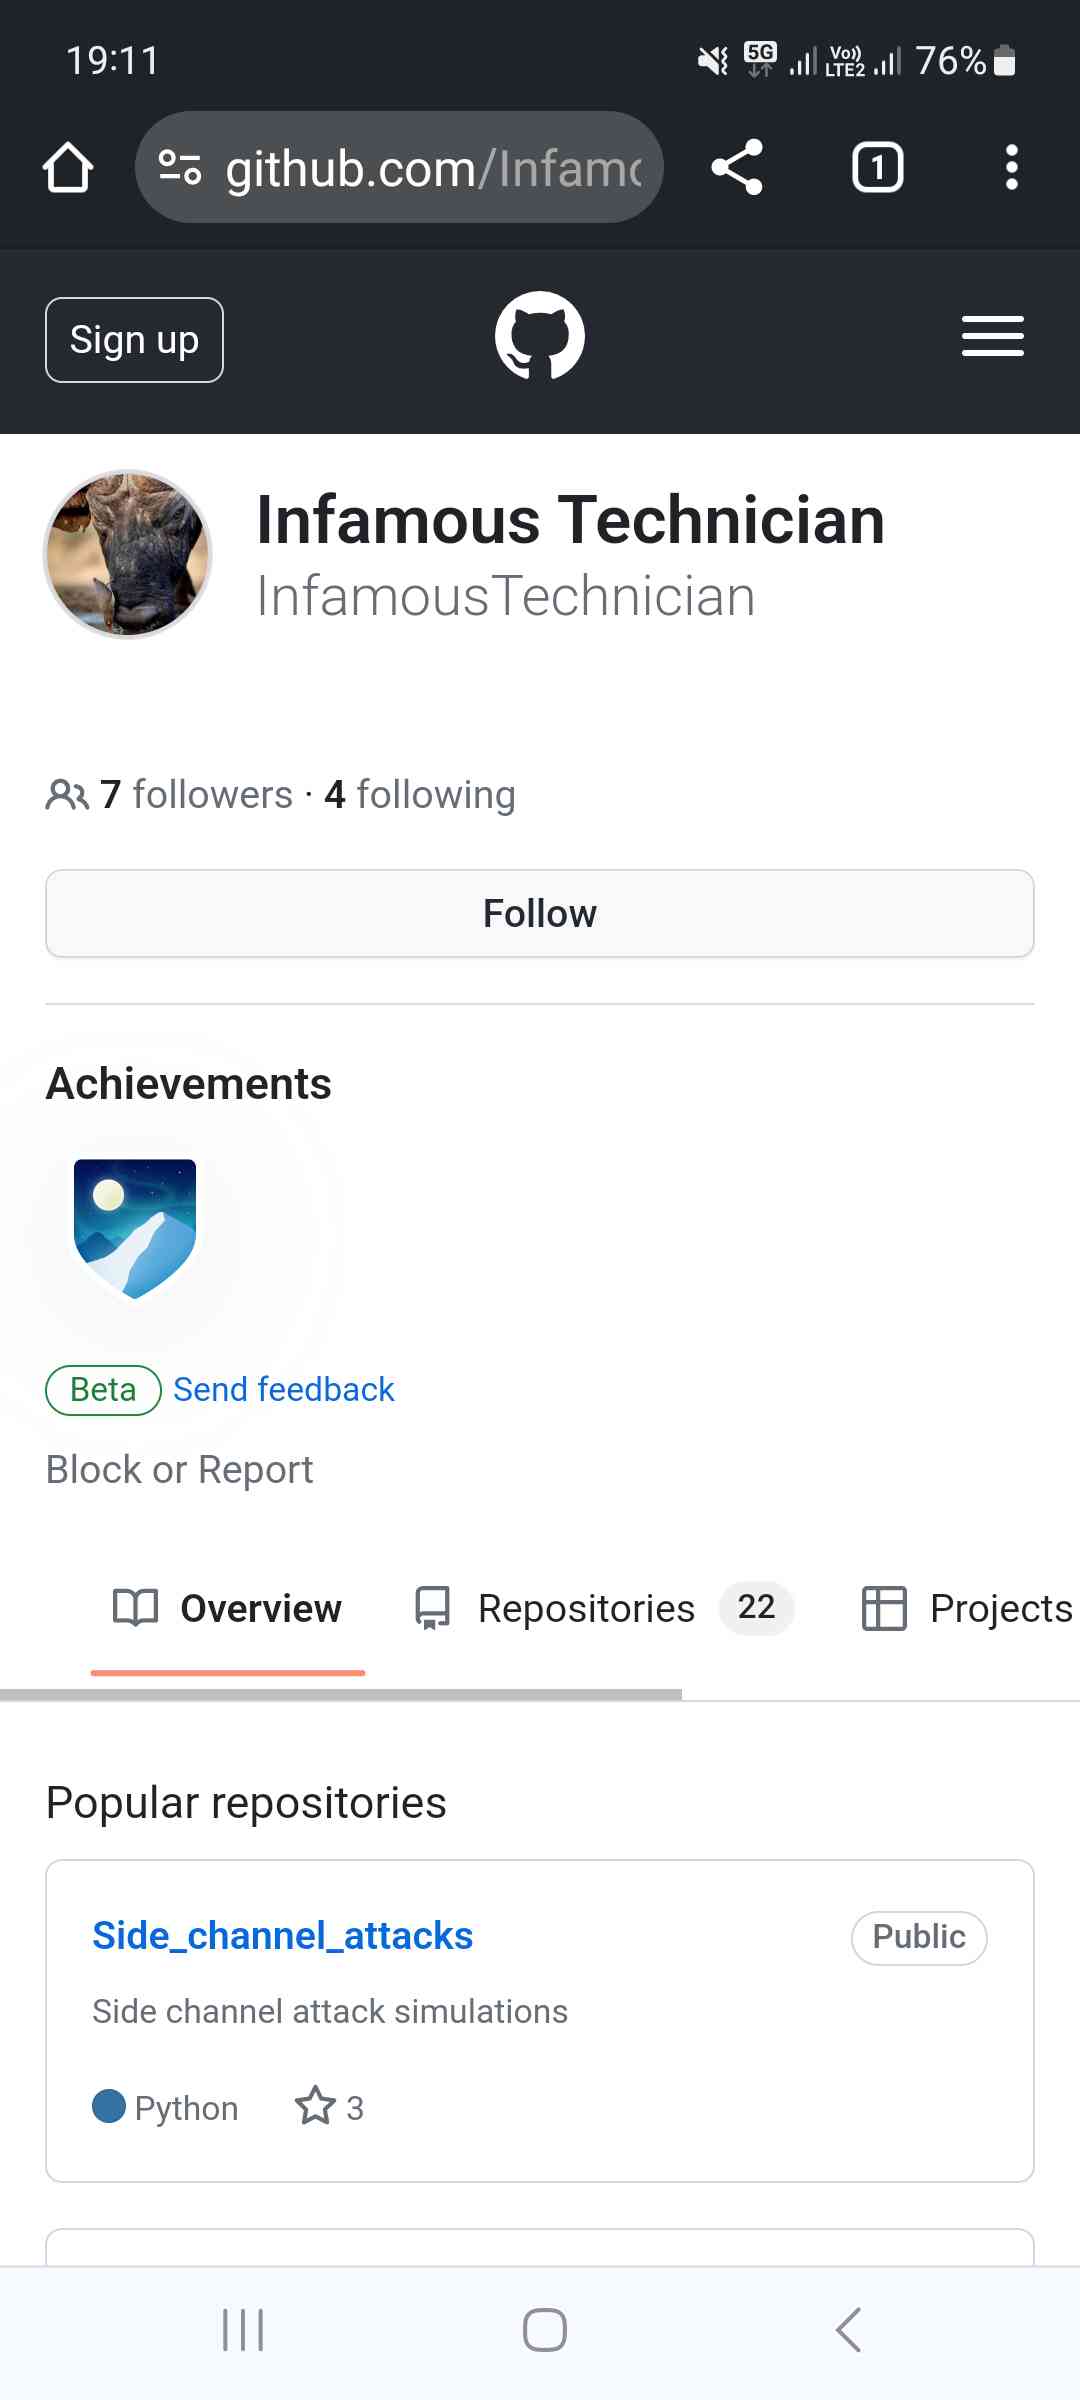 19:11
5G
Vo))
LTE2
76%
github.com/Infamo
1
Sign up
Infamous Technician
InfamousTechnician
7 followers · 4 following
Follow
Achievements
Beta Send feedback
Block or Report
Overview Repositories 22 Projects
Popular repositories
Side_channel_attacks Public
Side channel attack simulations
Python 3